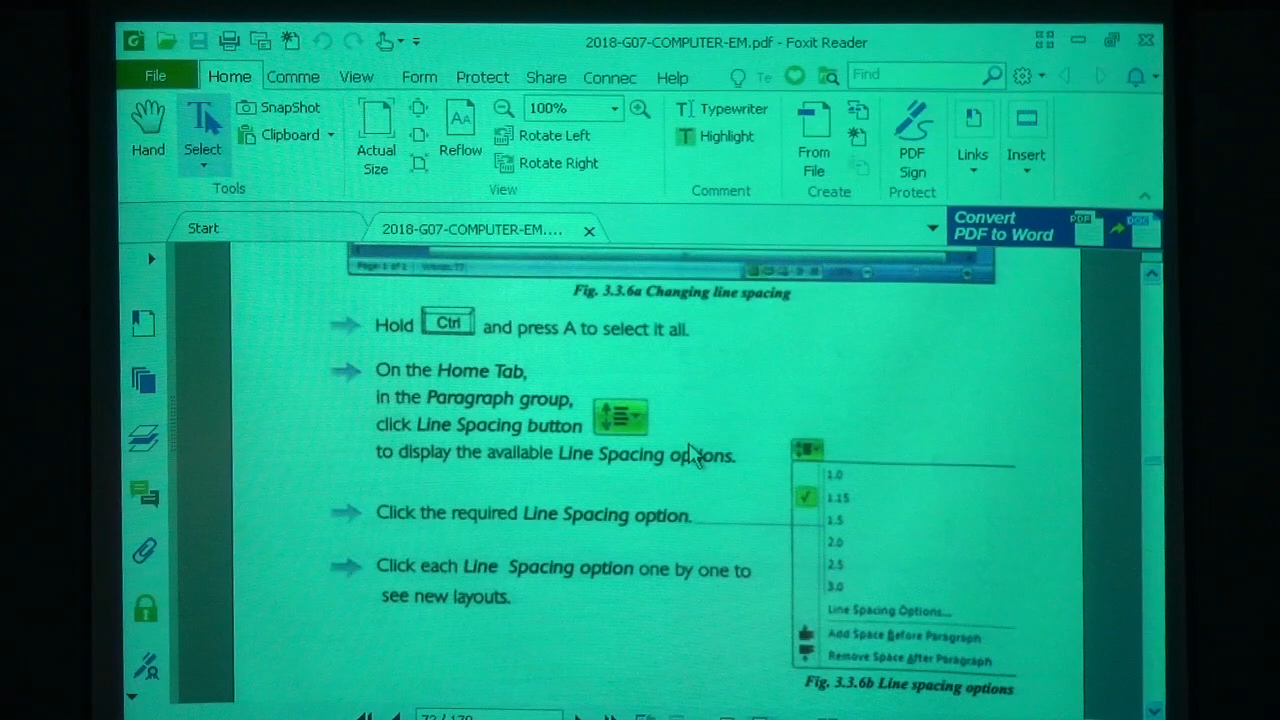 2018-G07-COMPUTER-EM.pdf - Foxit Reader
File Home Comme View Form Protect Share Connec Help Te Find
Hand
Select
SnapShot
Clipboard
Tools
Actual Size
Reflow
100%
Rotate Left
Rotate Right
View
Typewriter
Highlight
Comment
From File
Create
PDF Sign
Protect
Links
Insert
Start
2018-G07-COMPUTER-EM....
Convert
PDF to Word
PDF
DOC
Page 1 of 1
Fig. 3.3.6a Changing line spacing
Hold Ctrl and press A to select it all.
On the Home Tab,
in the Paragraph group,
click Line Spacing button
to display the available Line Spacing options.
Click the required Line Spacing option.
Click each Line Spacing option one by one to
see new layouts.
1.0
1.15
1.5
2.0
2.5
3.0
Line Spacing Options...
Add Space Before Paragraph
Remove Space After Paragraph
Fig. 3.3.6b Line spacing options